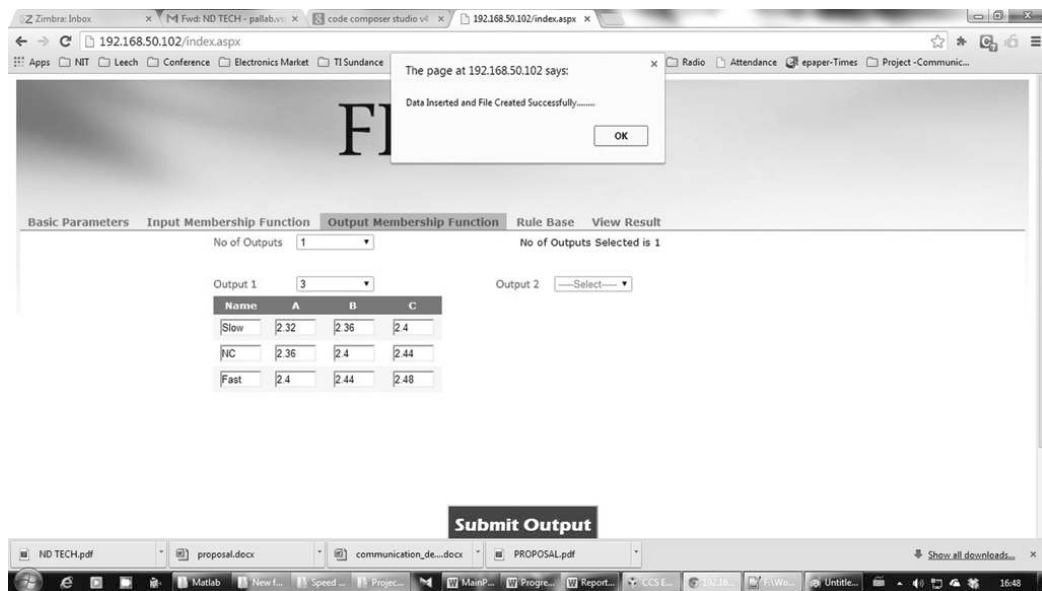 Zimbra: Inbox
Fwd: ND TECH - pallab.vs
code composer studio v4
192.168.50.102/index.aspx
192.168.50.102/index.aspx
Apps NIT Leech Conference Electronics Market TI Sundance Radio Attendance epaper-Times Project -Communic...
The page at 192.168.50.102 says:
Data Inserted and File Created Successfully........
OK
Basic Parameters Input Membership Function Output Membership Function Rule Base View Result
No of Outputs 1 No of Outputs Selected is 1
Output 1 3 Output 2 -----Select-----
Name A B C
Slow 2.32 2.36 2.4
NC 2.36 2.4 2.44
Fast 2.4 2.44 2.48
Submit Output
ND TECH.pdf proposal.docx communication_de....docx PROPOSAL.pdf Show all downloads...
Matlab New f... Speed ... Projec... MainP... Progre... Report... CCS E... 192.16... F:\Wo... Untitle... 16:48